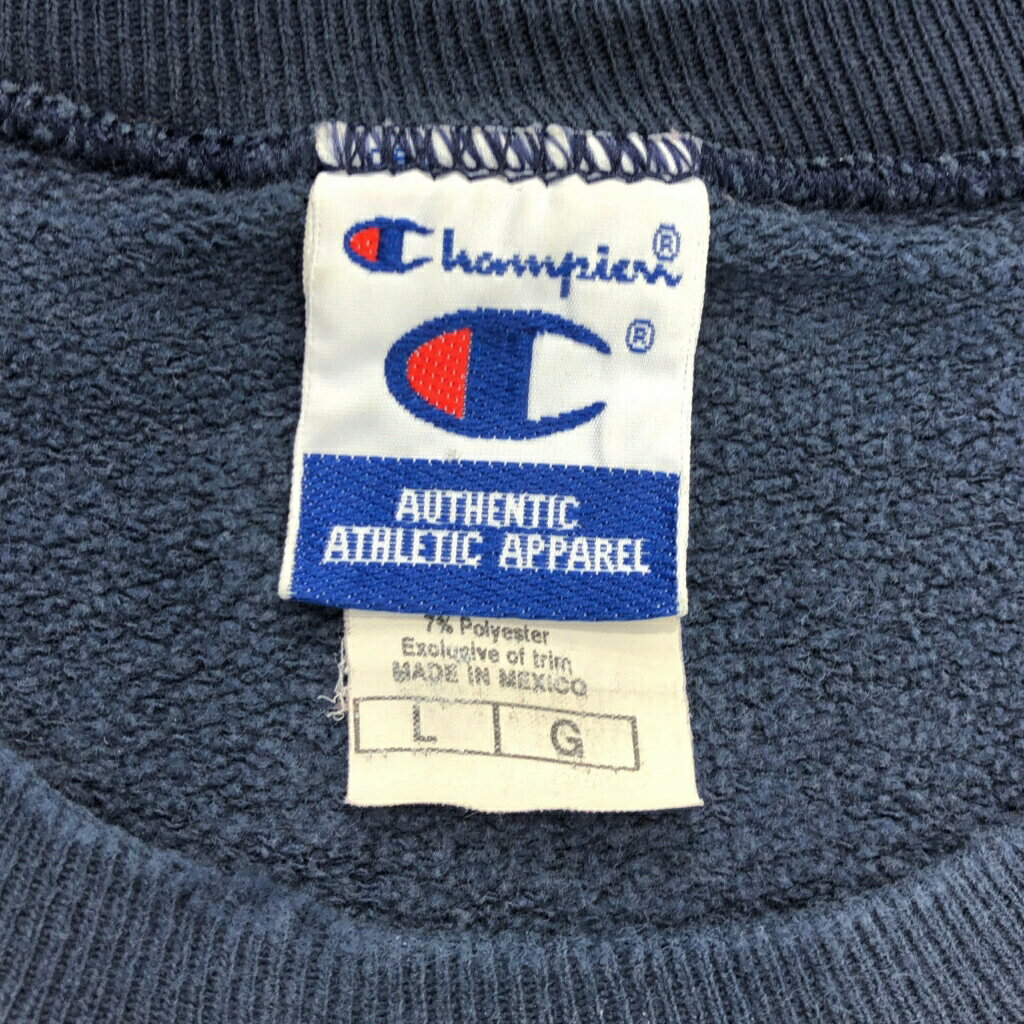 Champion®
®
AUTHENTIC
ATHLETIC APPAREL
7% Polyester
Exclusive of trim
MADE IN MEXICO
L G